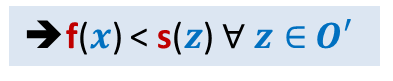 ➔f(x) < s(z) ∀ z ∈ O′